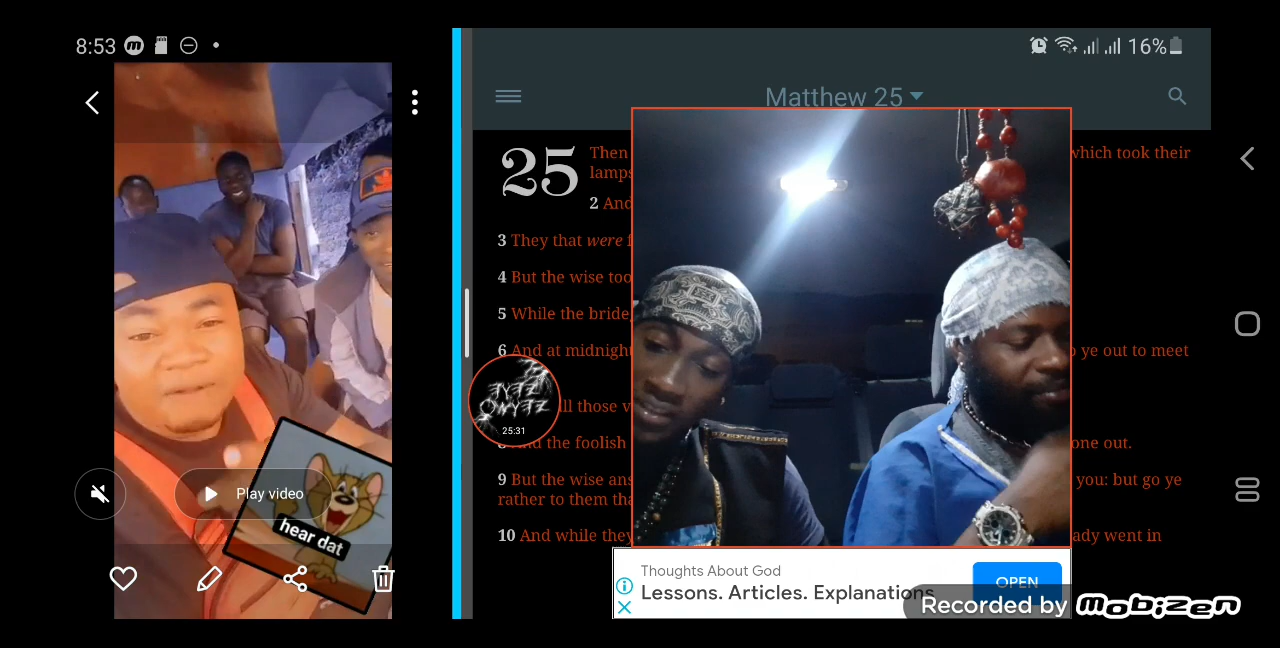 8:53
Play video
hear dat
16%
Matthew 25
25 Then which took their
lamps
2 And
3 They that were f
4 But the wise too
5 While the bride,
6 And at midnight ye out to meet
25:31
ll those
8 And the foolish one out.
9 But the wise ans you: but go ye
rather to them tha
10 And while they ady went in
Thoughts About God
Lessons. Articles. Explanations
OPEN
Recorded by mobizen